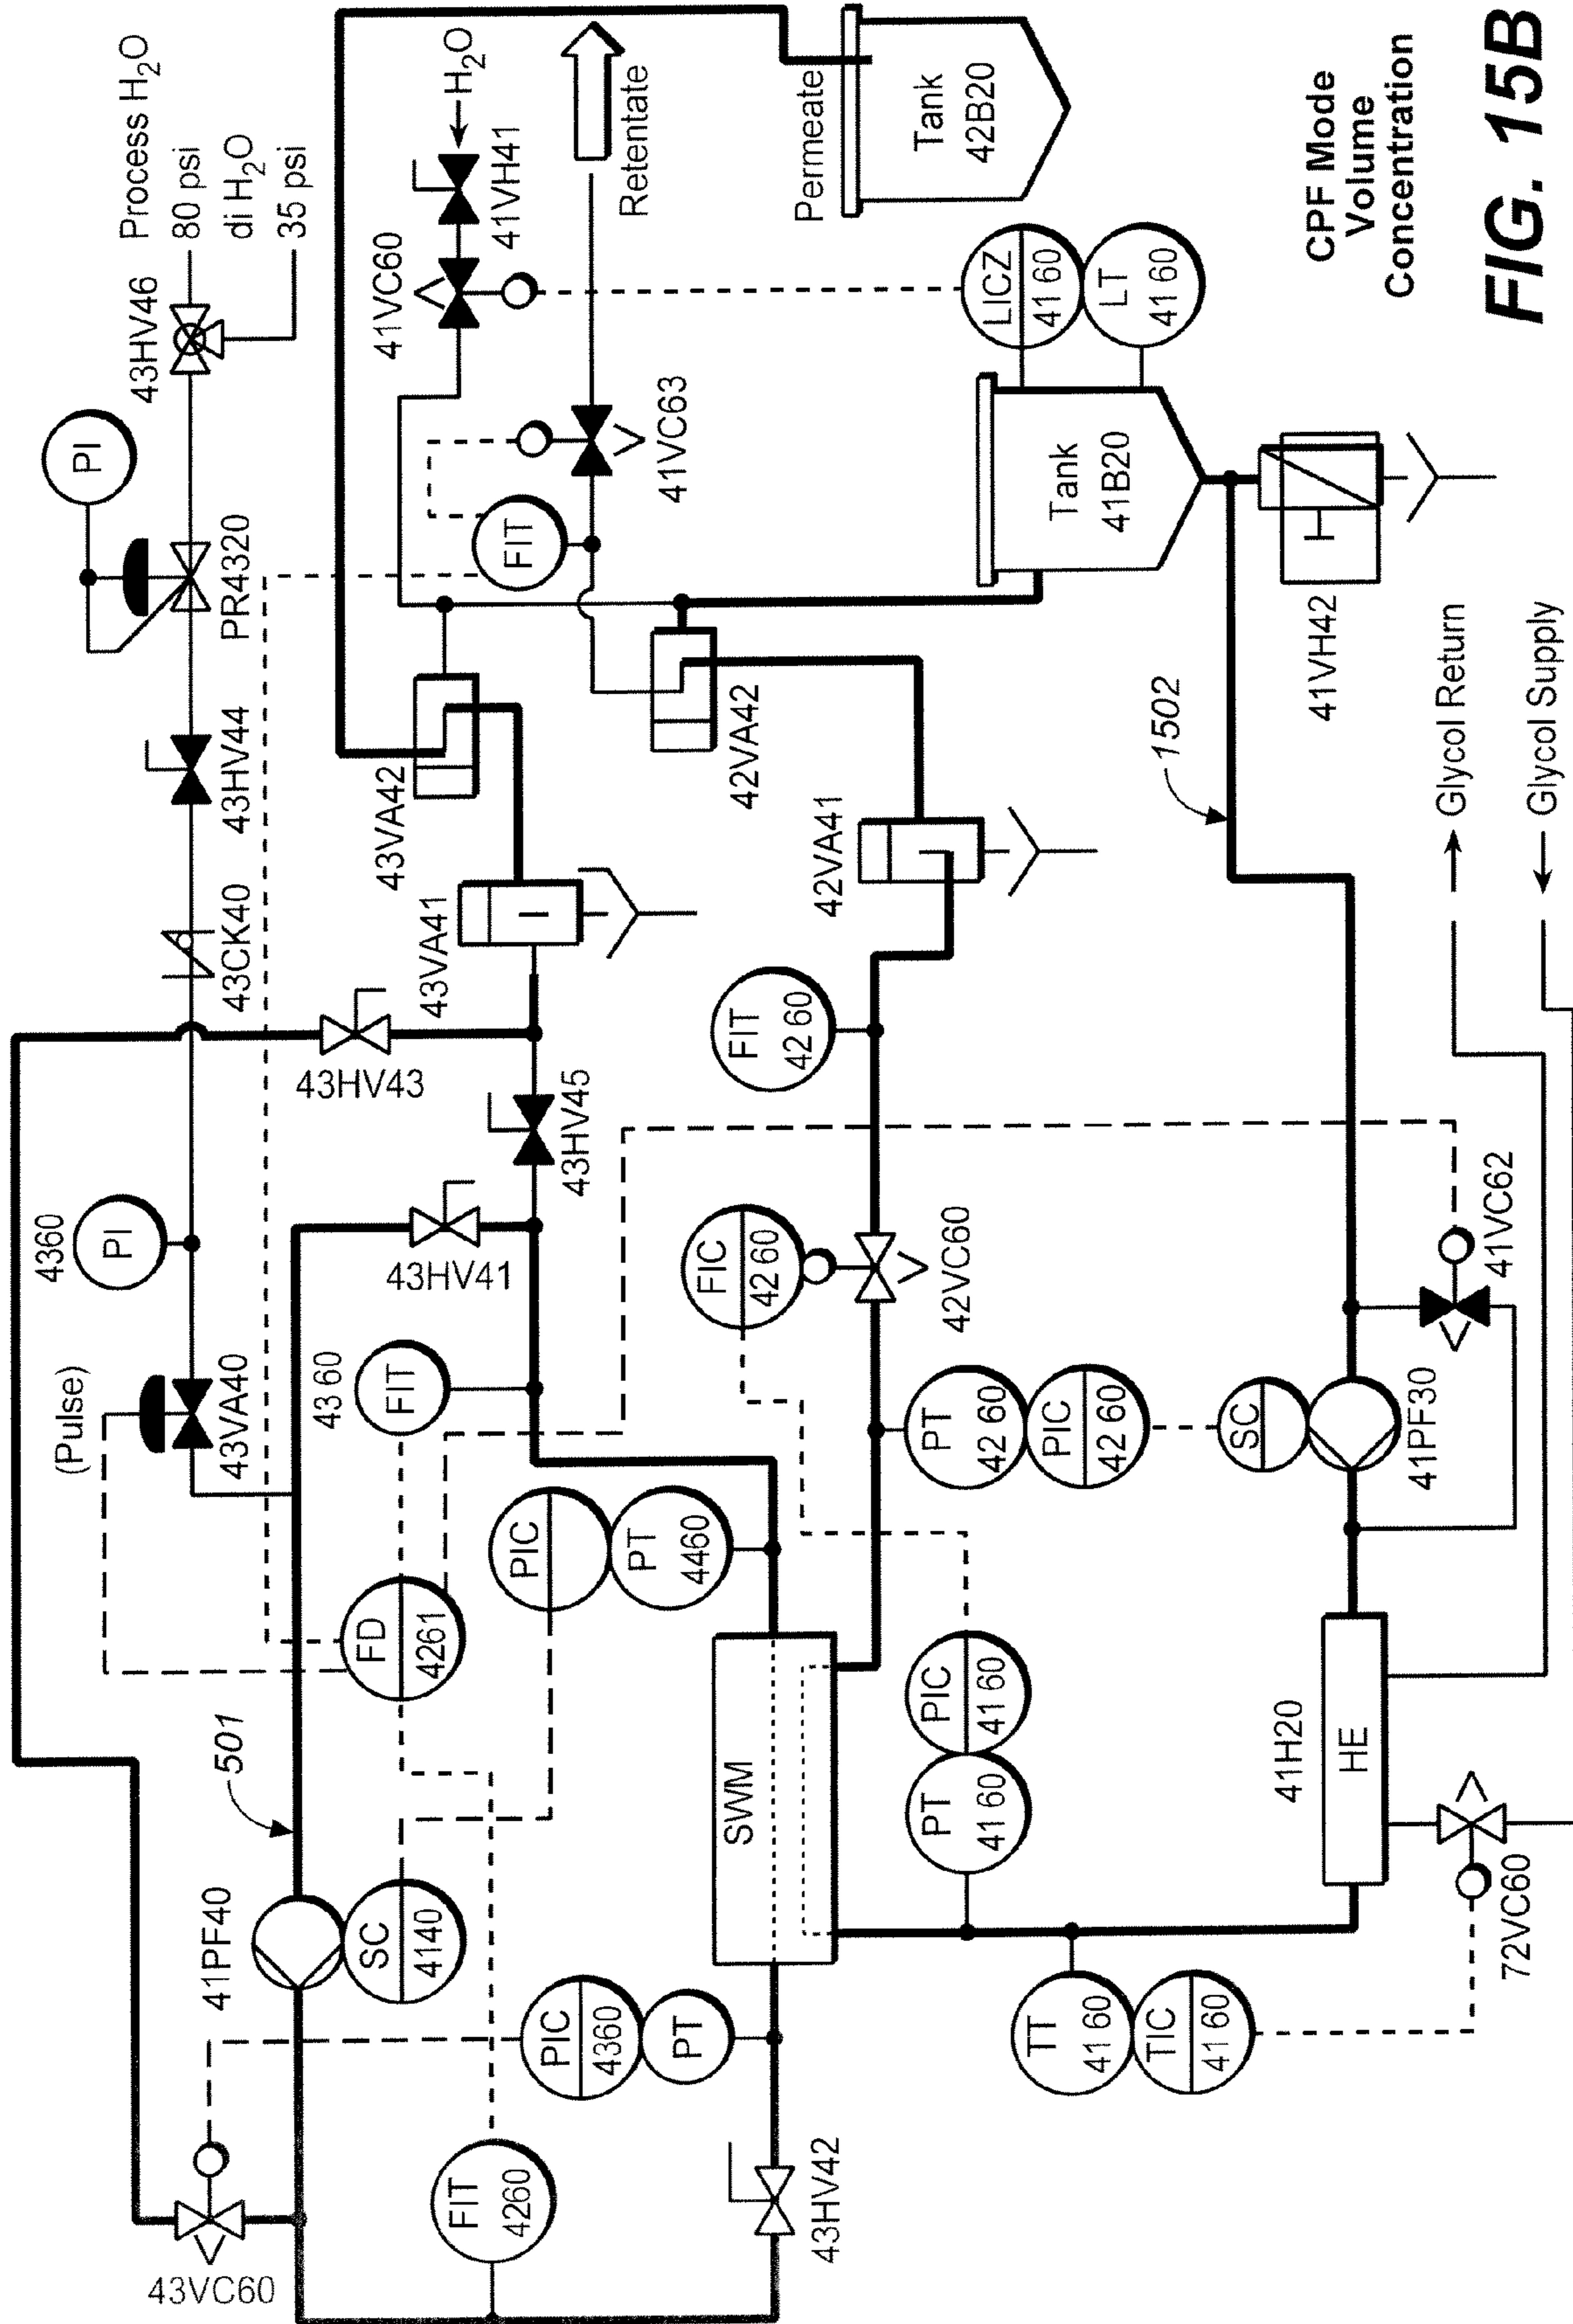 Process H2O
80 psi
di H2O
35 psi
43HV46
PI
PR4320
43HV44
43CK40
4360
PI
(Pulse)
43VA40
H2O
41VH41
41VC60
Retentate
41VC63
FIT
43VA42
42VA42
43VA41
42VA41
43HV43
43HV45
43HV41
43 60
FIT
FD
4261
501
41PF40
SC
4140
43VC60
FIT
4260
PIC
4360
PT
43HV42
PIC
PT
4460
SWM
FIT
42 60
FIC
42 60
42VC60
PT
42 60
PIC
42 60
SC
41PF30
41VC62
PIC
41 60
PT
41 60
TT
41 60
TIC
41 60
41H20
HE
72VC60
1502
Glycol Return
Glycol Supply
Permeate
Tank
42B20
LICZ
41 60
LT
41 60
Tank
41B20
41VH42
CPF Mode
Volume
Concentration
FIG. 15B